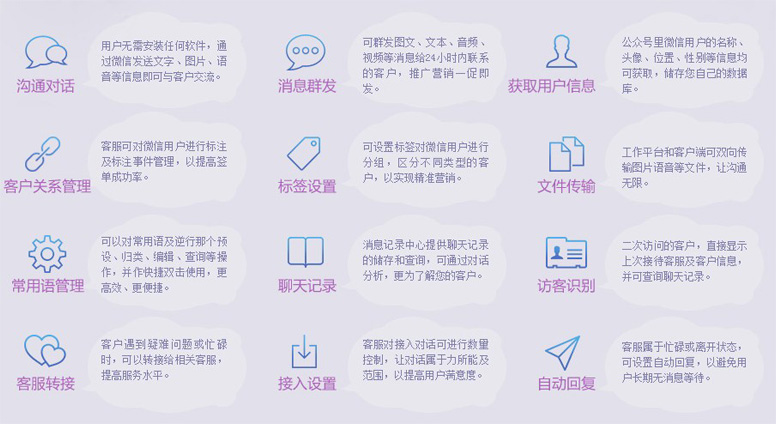 沟通对话
用户无需安装任何软件，通
过微信发送文字、图片、语
音等信息即可与客户交流。
消息群发
可群发图文、文本、音频、
视频等消息给24小时内联系
的客户，推广营销一促即
发。
获取用户信息
公众号里微信用户的名称、
头像、位置、性别等信息均
可获取，储存您自己的数据
库。
客户关系管理
客服可对微信用户进行标注
及标注事件管理，以提高签
单成功率。
标签设置
可设置标签对微信用户进行
分组，区分不同类型的客
户，以实现精准营销。
文件传输
工作平台和客户端可双向传
输图片语音等文件，让沟通
无限。
常用语管理
可以对常用语及逆行那个预
设、归类、编辑、查询等操
作，并作快捷双击使用，更
高效、更便捷。
聊天记录
消息记录中心提供聊天记录
的储存和查询，可通过对话
分析，更为了解您的客户。
访客识别
二次访问的客户，直接显示
上次接待客服及客户信息，
并可查询聊天记录。
客服转接
客户遇到疑难问题或忙碌
时，可以转接给相关客服，
提高服务水平。
接入设置
客服对接入对话可进行数量
控制，让对话属于力所能及
范围，以提高用户满意度。
自动回复
客服属于忙碌或离开状态，
可设置自动回复，以避免用
户长期无消息等待。